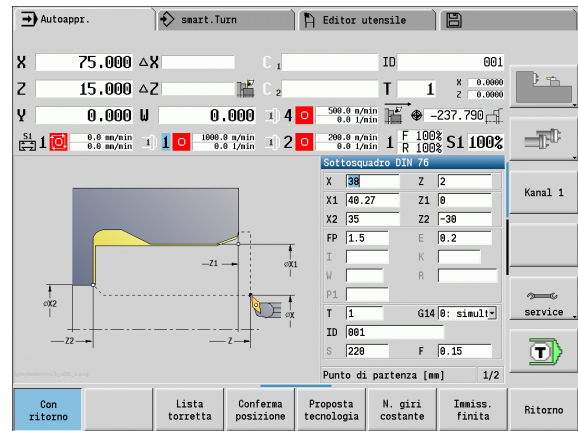 Autoappr. smart.Turn Editor utensile
X 75.000 ΔX C 1 ID 001
Z 15.000 ΔZ C 2 T 1 X 0.0000 Z 0.0000
Y 0.000 W 0.000 4 500.0 m/min 0.0 1/min -237.790
S1 1 0.0 mm/min 0.0 1/min 1 1000.0 m/min 0.0 1/min 2 200.0 m/min 0.0 1/min 1 F 100% R 100% S1 100%
Sottosquadro DIN 76
X 38 Z 2
X1 40.27 Z1 0
X2 35 Z2 -30
FP 1.5 E 0.2
I K
W R
P1
T 1 G14 0: simult
ID 001
S 220 F 0.15
Punto di partenza [mm] 1/2
Z1
øX1
øX2
øX
Z2
Z
Kanal 1
service
T
Con ritorno
Lista torretta
Conferma posizione
Proposta tecnologia
N. giri costante
Immiss. finita
Ritorno